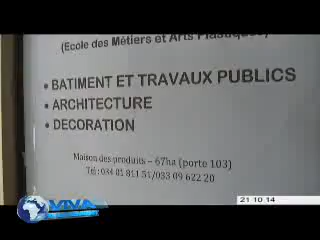 (Ecole des Métiers et Arts Plastiques)
• BATIMENT ET TRAVAUX PUBLICS
• ARCHITECTURE
• DECORATION
Maison des produits – 67ha (porte 103)
Tél : 034 01 811 51/033 09 622 20
VIVA
21 10 14